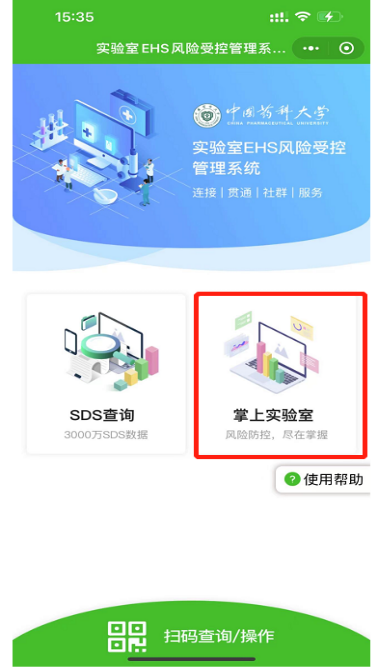 15:35
实验室EHS风险受控管理系...
中国药科大学
CHINA PHARMACEUTICAL UNIVERSITY
实验室EHS风险受控
管理系统
连接 | 贯通 | 社群 | 服务
SDS查询
3000万SDS数据
掌上实验室
风险防控，尽在掌握
? 使用帮助
扫码查询/操作